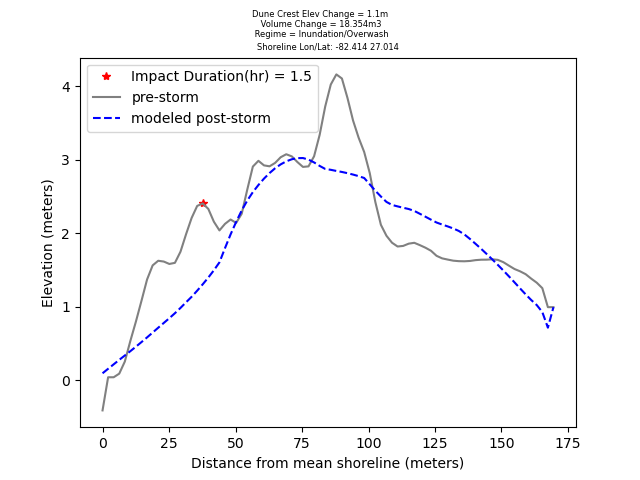 Dune Crest Elev Change = 1.1m
Volume Change = 18.354m3
Regime = Inundation/Overwash
Shoreline Lon/Lat: -82.414 27.014
Impact Duration(hr) = 1.5
pre-storm
modeled post-storm
Elevation (meters)
4
3
2
1
0
0 25 50 75 100 125 150 175
Distance from mean shoreline (meters)